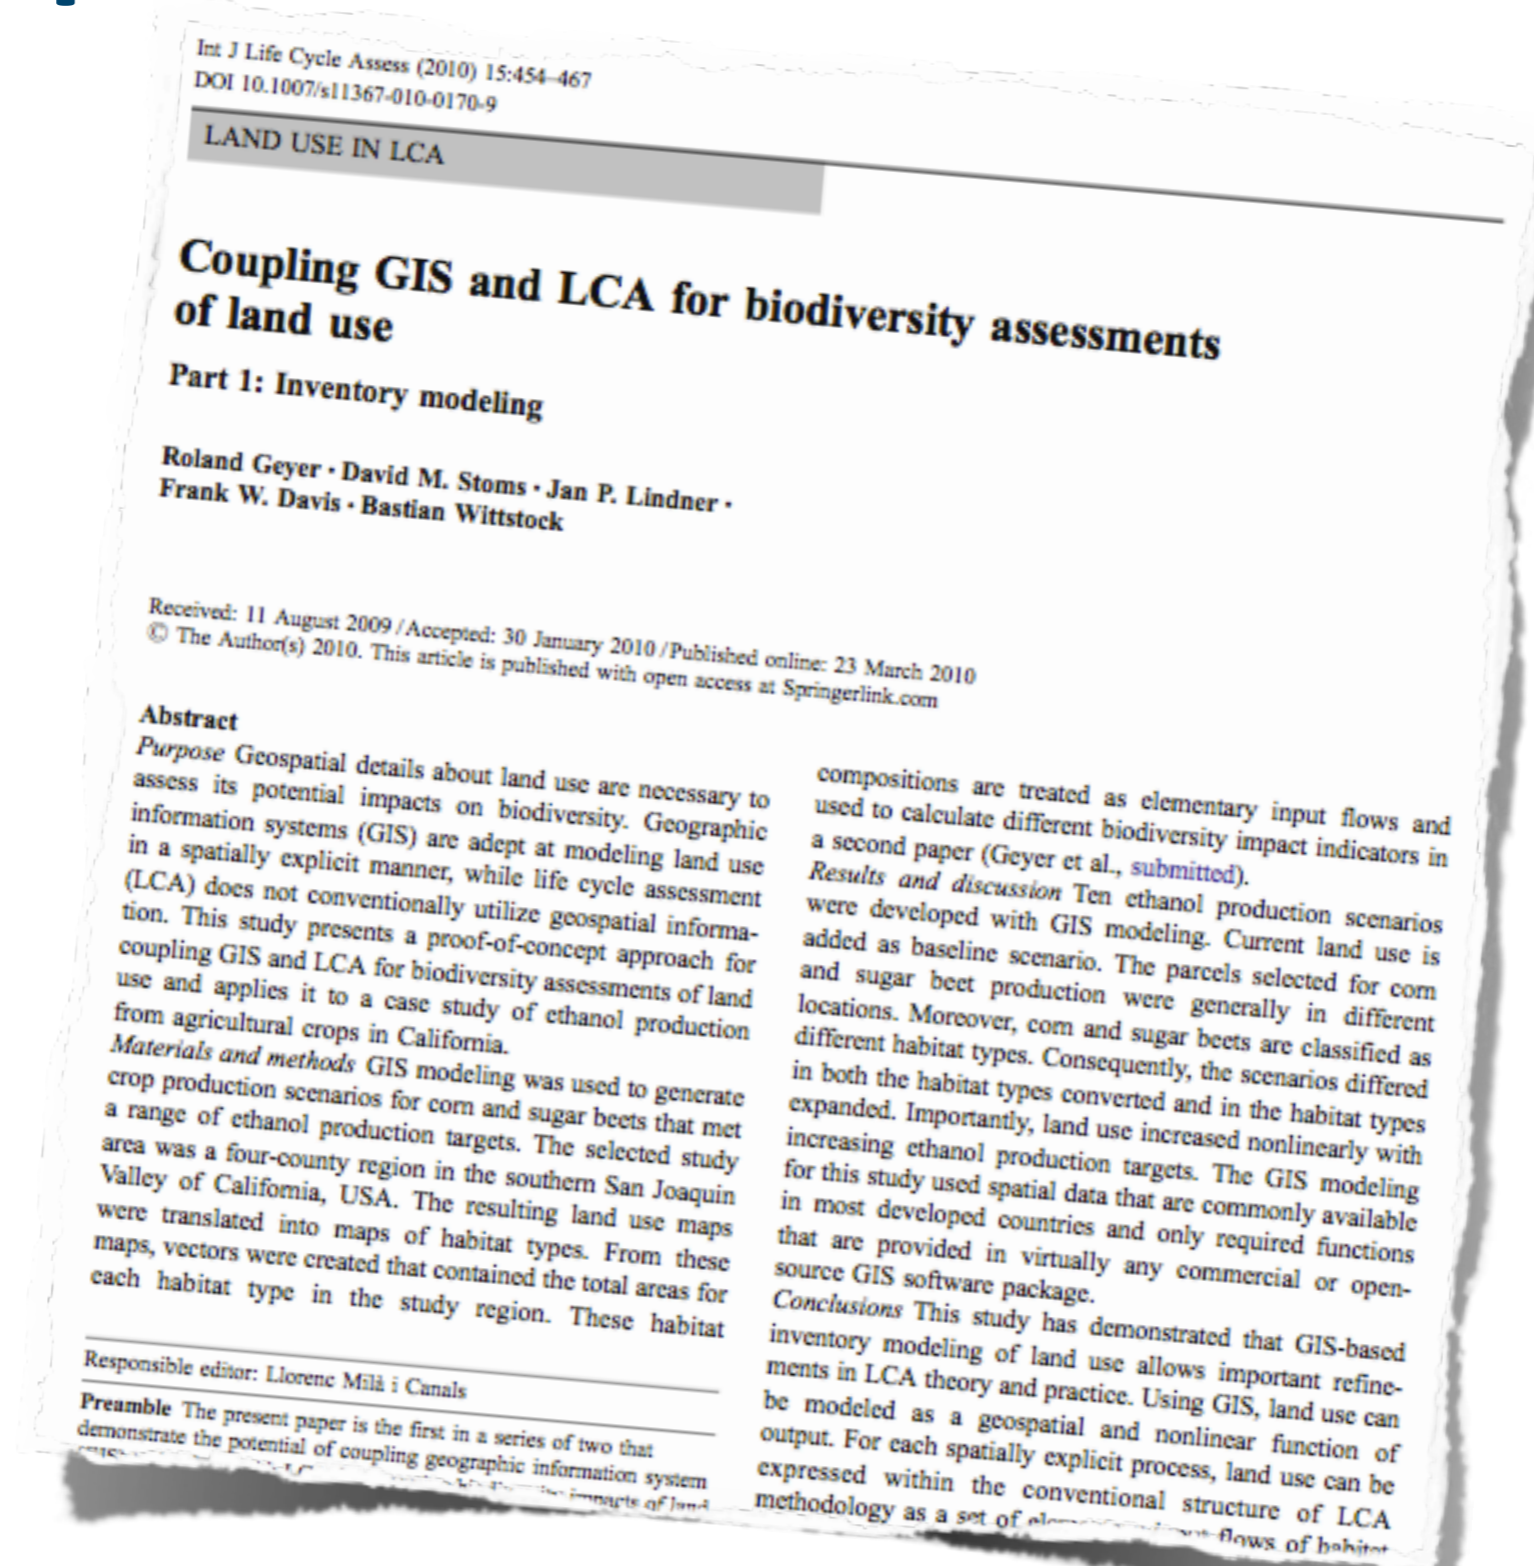 Int J Life Cycle Assess (2010) 15:454–467
DOI 10.1007/s11367-010-0170-9
LAND USE IN LCA
Coupling GIS and LCA for biodiversity assessments
of land use
Part 1: Inventory modeling
Roland Geyer · David M. Stoms · Jan P. Lindner ·
Frank W. Davis · Bastian Wittstock
Received: 11 August 2009 / Accepted: 30 January 2010 / Published online: 23 March 2010
© The Author(s) 2010. This article is published with open access at Springerlink.com
Abstract
Purpose Geospatial details about land use are necessary to
assess its potential impacts on biodiversity. Geographic
information systems (GIS) are adept at modeling land use
in a spatially explicit manner, while life cycle assessment
(LCA) does not conventionally utilize geospatial informa-
tion. This study presents a proof-of-concept approach for
coupling GIS and LCA for biodiversity assessments of land
use and applies it to a case study of ethanol production
from agricultural crops in California.
Materials and methods GIS modeling was used to generate
crop production scenarios for corn and sugar beets that met
a range of ethanol production targets. The selected study
area was a four-county region in the southern San Joaquin
Valley of California, USA. The resulting land use maps
were translated into maps of habitat types. From these
maps, vectors were created that contained the total areas for
each habitat type in the study region. These habitat
Responsible editor: Llorenc Milà i Canals
Preamble The present paper is the first in a series of two that
demonstrate the potential of coupling geographic information system
impacts of land
compositions are treated as elementary input flows and
used to calculate different biodiversity impact indicators in
a second paper (Geyer et al., submitted).
Results and discussion Ten ethanol production scenarios
were developed with GIS modeling. Current land use is
added as baseline scenario. The parcels selected for corn
and sugar beet production were generally in different
locations. Moreover, corn and sugar beets are classified as
different habitat types. Consequently, the scenarios differed
in both the habitat types converted and in the habitat types
expanded. Importantly, land use increased nonlinearly with
increasing ethanol production targets. The GIS modeling
for this study used spatial data that are commonly available
in most developed countries and only required functions
that are provided in virtually any commercial or open-
source GIS software package.
Conclusions This study has demonstrated that GIS-based
inventory modeling of land use allows important refine-
ments in LCA theory and practice. Using GIS, land use can
be modeled as a geospatial and nonlinear function of
output. For each spatially explicit process, land use can be
expressed within the conventional structure of LCA
methodology as a set of flows of habitat